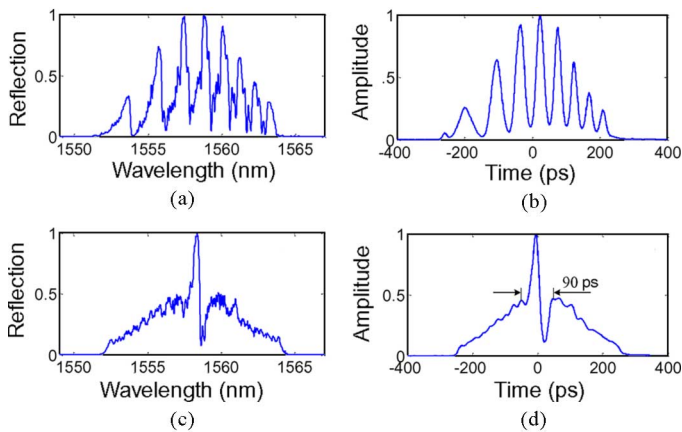 1
0.5
0
Reflection
1550
1555
1560
1565
Wavelength (nm)
(a)
1
.5
0
Amplitude
-400
-200
0
200
400
Time (ps)
(b)
1
0.5
0
Reflection
1550
1555
1560
1565
Wavelength (nm)
(c)
1
0.5
0
Amplitude
90 ps
-400
-200
0
200
400
Time (ps)
(d)